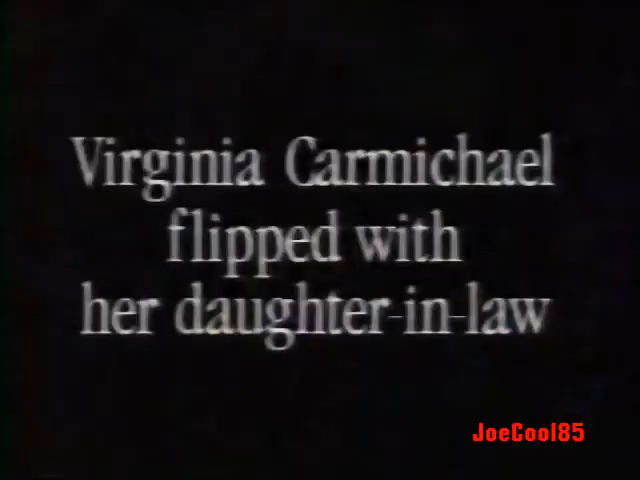 Virginia Carmichael
flipped with
her daughter-in-law
JoeCool85